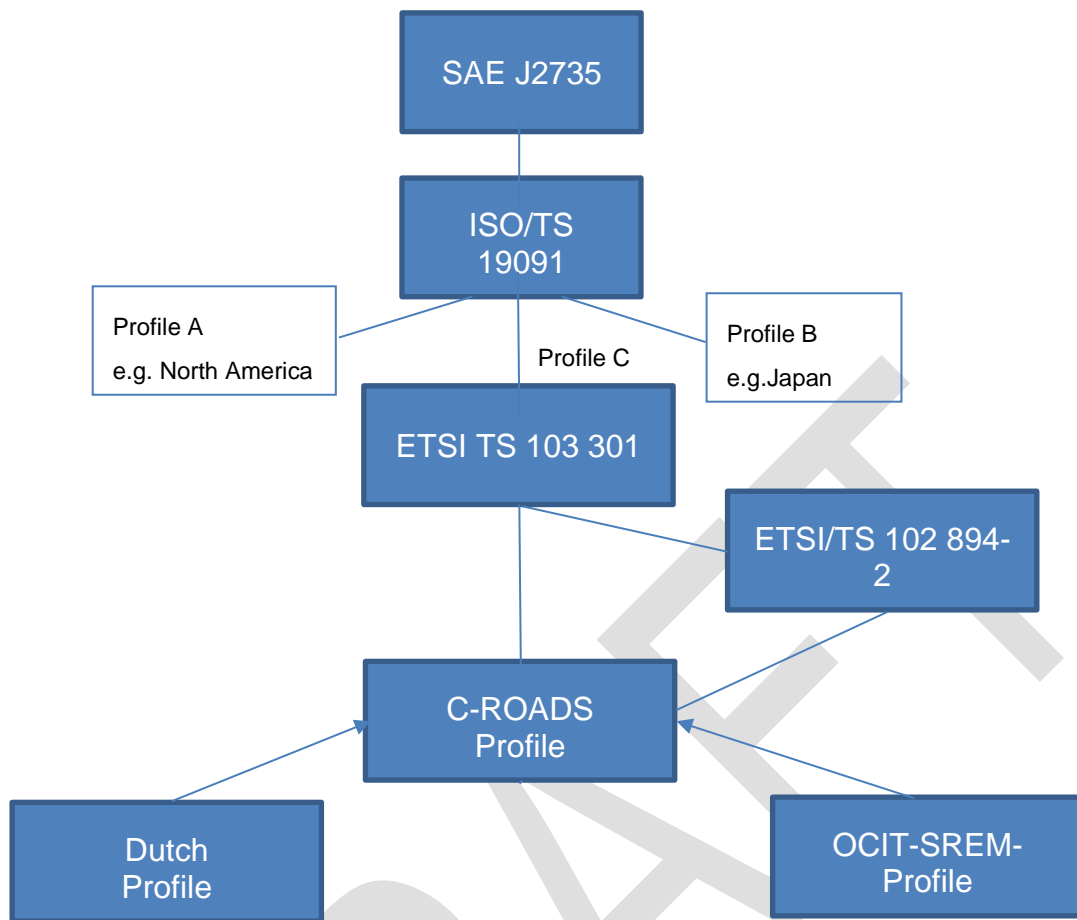 SAE J2735
ISO/TS
19091
Profile A
e.g. North America
Profile B
e.g.Japan
Profile C
ETSI TS 103 301
ETSI/TS 102 894-
2
C-ROADS
Profile
Dutch
Profile
OCIT-SREM-
Profile